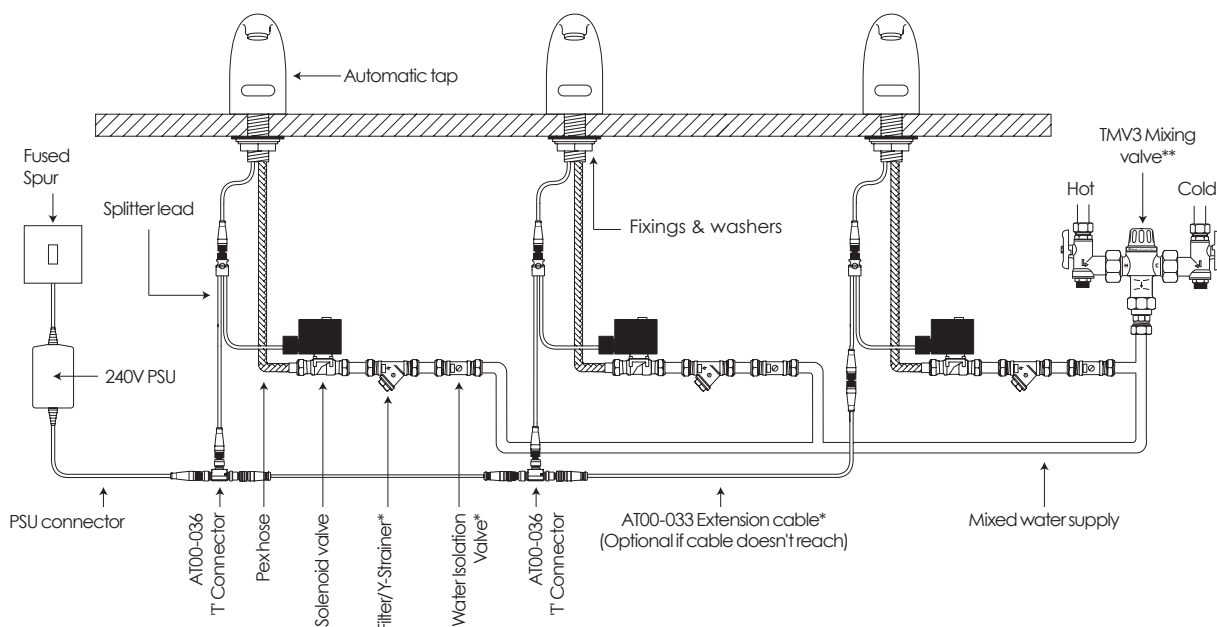 Automatic tap
Fused
Spur
Splitter lead
Fixings & washers
TMV3 Mixing
valve**
Hot
Cold
H
C
240V PSU
PSU connector
AT00-036
'T' Connector
Pexhose
Solenoid valve
Filter/Y-Strainer*
Water Isolation
Valve*
AT00-036
'T' Connector
AT00-033 Extension cable*
(Optional if cable doesn't reach)
Mixed water supply